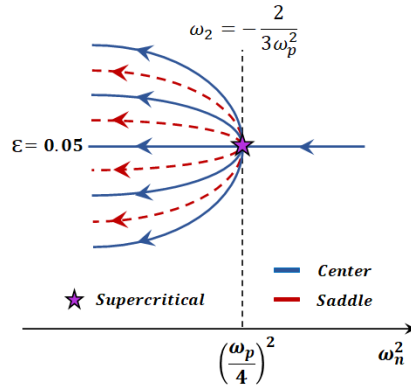 ω₂ = − 2 / 3ω_p²
Ɛ = 0.05
Center
Supercritical
Saddle
(ω_p / 4)²
ω_n²